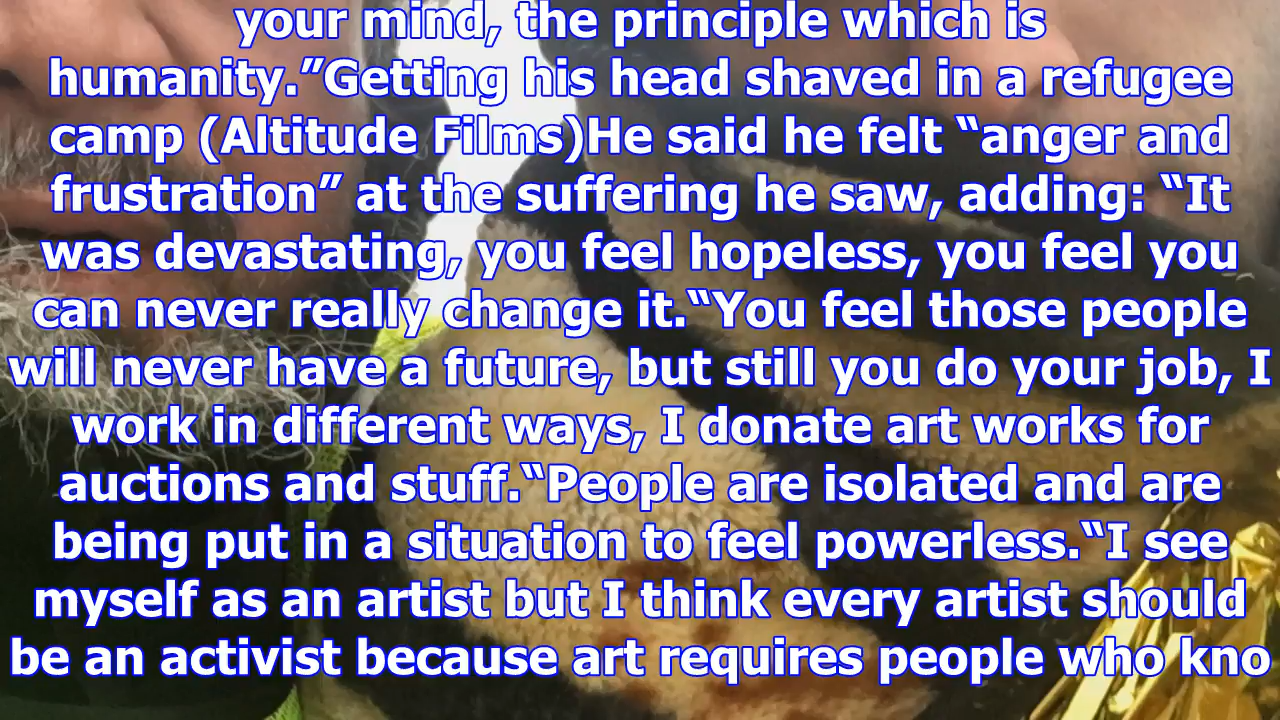 your mind, the principle which is
humanity.”Getting his head shaved in a refugee
camp (Altitude Films)He said he felt “anger and
frustration” at the suffering he saw, adding: “It
was devastating, you feel hopeless, you feel you
can never really change it.“You feel those people
will never have a future, but still you do your job, I
work in different ways, I donate art works for
auctions and stuff.“People are isolated and are
being put in a situation to feel powerless.“I see
myself as an artist but I think every artist should
be an activist because art requires people who kno